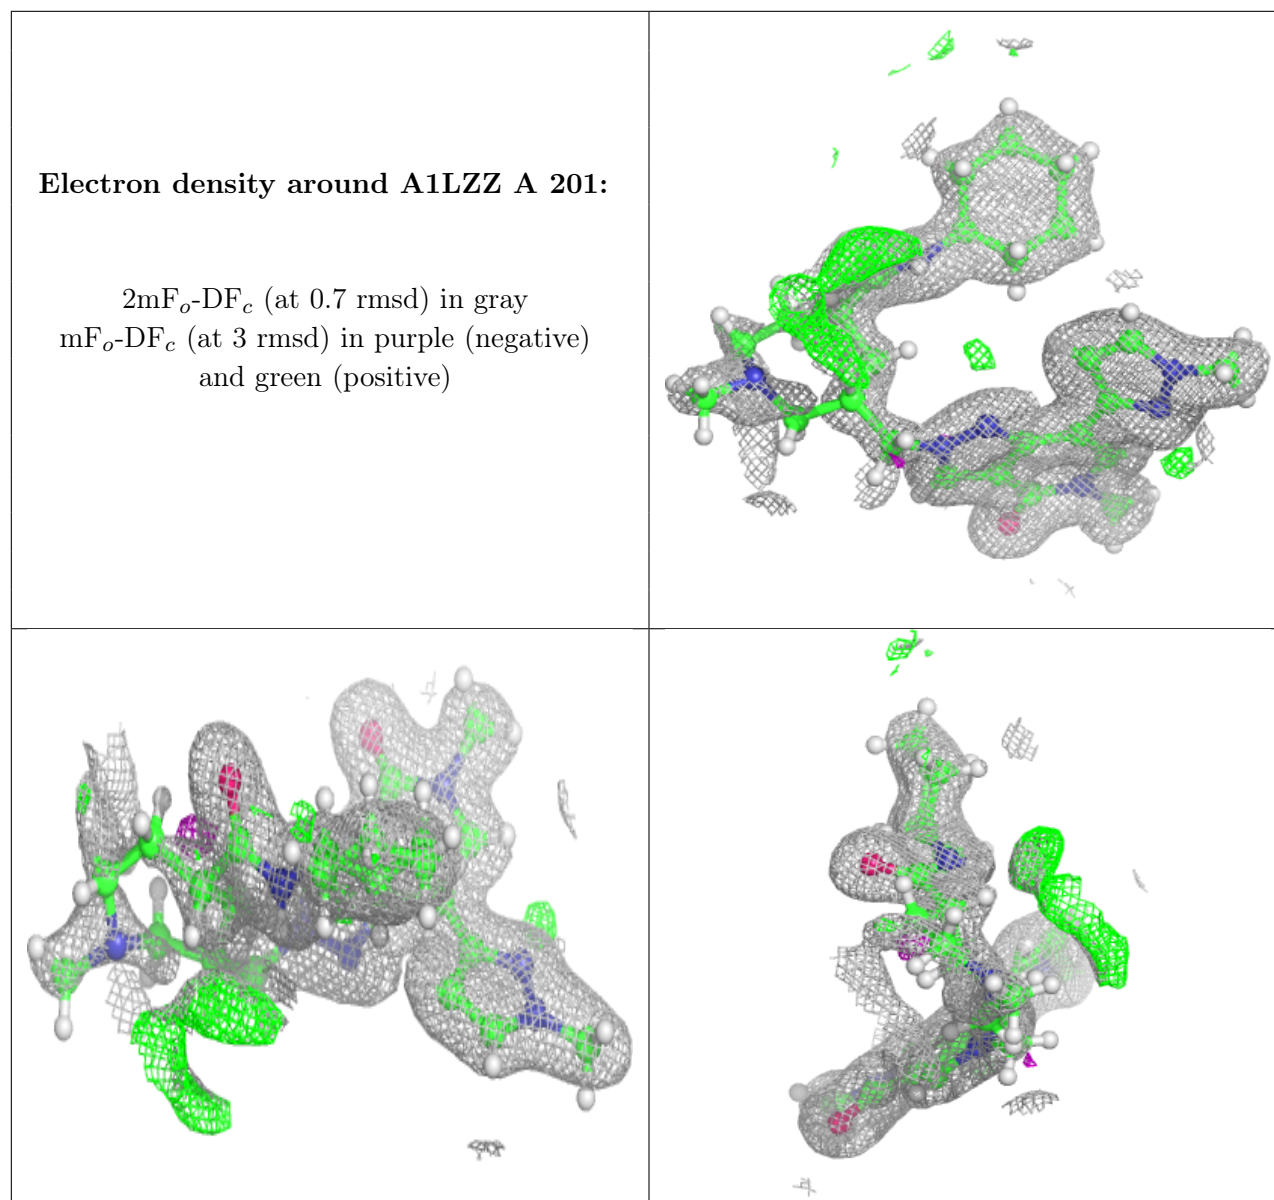 Electron density around A1LZZ A 201:
2mFo-DFc (at 0.7 rmsd) in gray
mFo-DFc (at 3 rmsd) in purple (negative)
and green (positive)